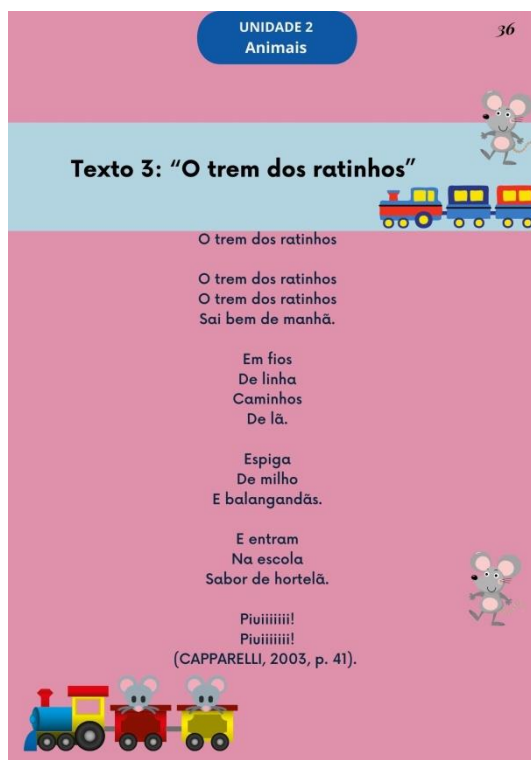 UNIDADE 2
Animais
36
Texto 3: “O trem dos ratinhos”
O trem dos ratinhos
O trem dos ratinhos
O trem dos ratinhos
Sai bem de manhã.
Em fios
De linha
Caminhos
De lã.
Espiga
De milho
E balangandãs.
E entram
Na escola
Sabor de hortelã.
Piuiiiiiii!
Piuiiiiiii!
(CAPPARELLI, 2003, p. 41).